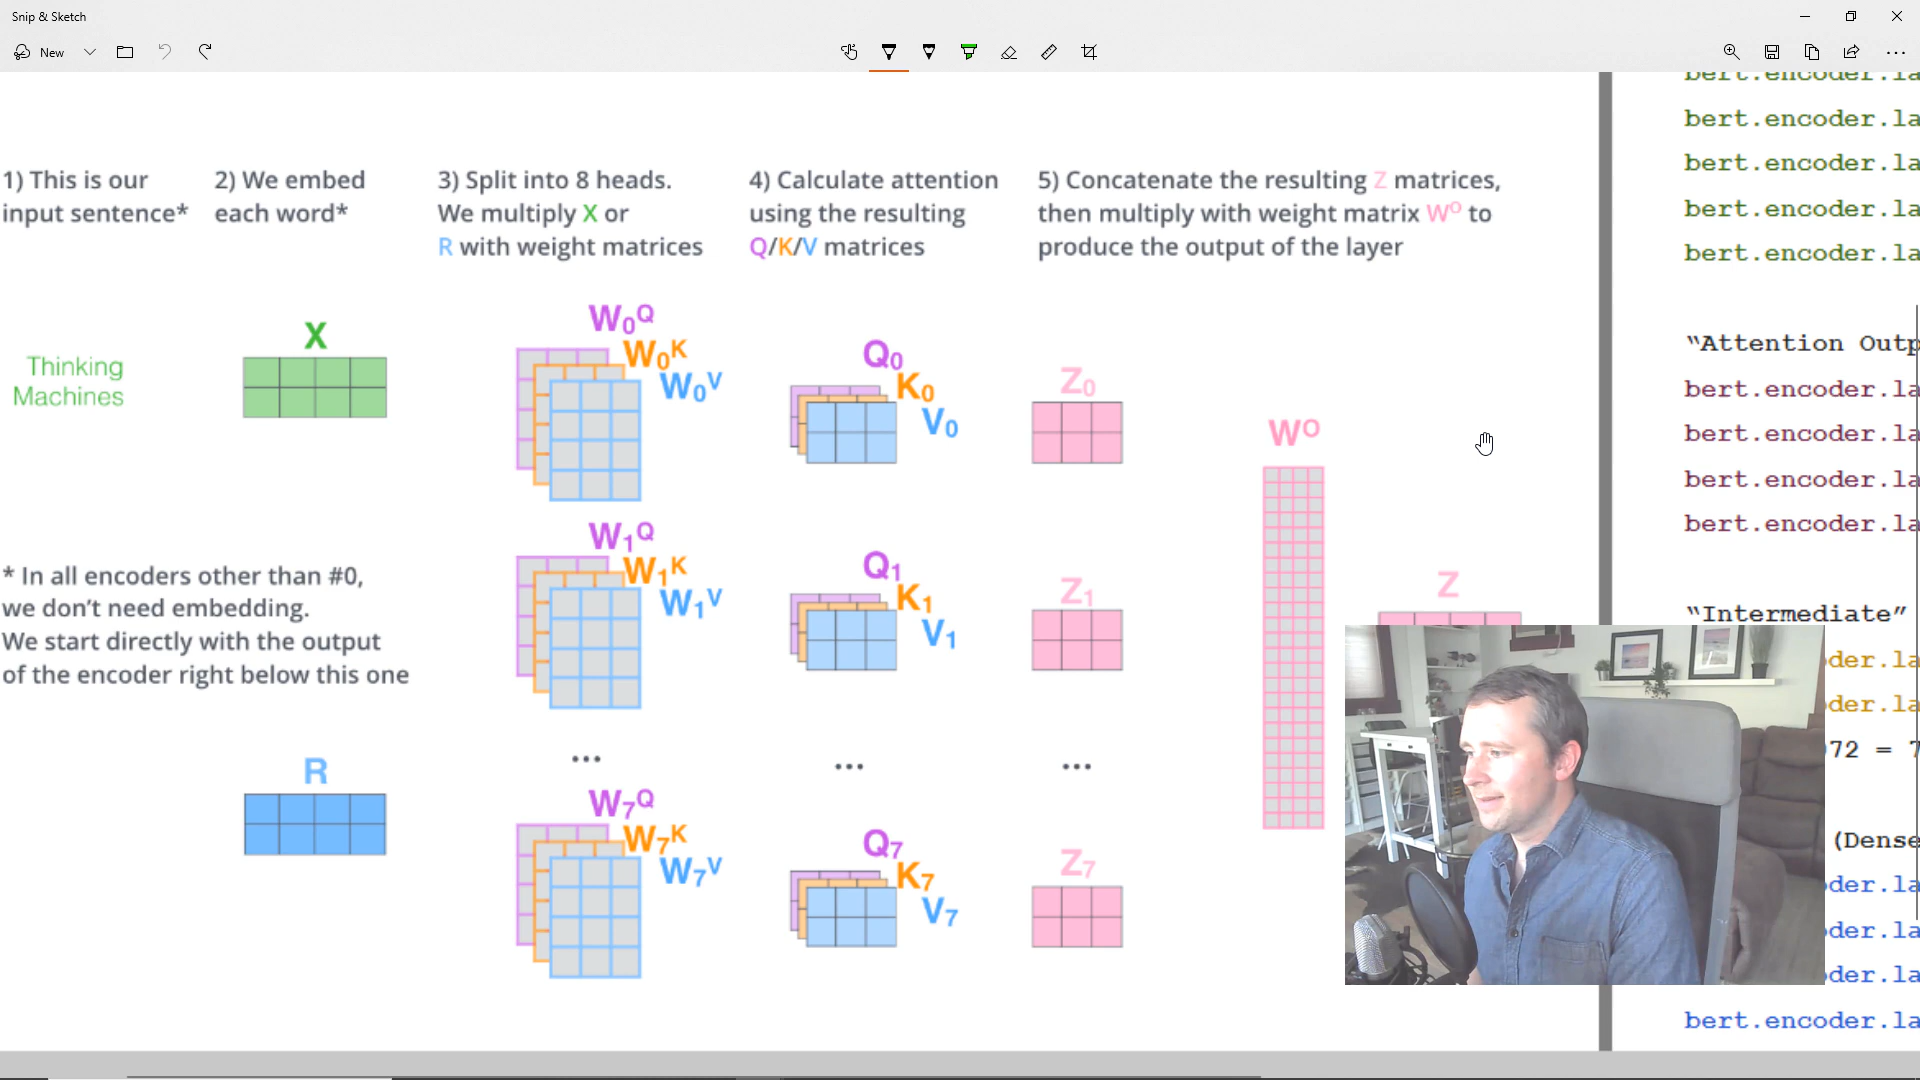 Snip & Sketch
New
1) This is our
input sentence*
2) We embed
each word*
3) Split into 8 heads.
We multiply X or
R with weight matrices
4) Calculate attention
using the resulting
Q/K/V matrices
5) Concatenate the resulting Z matrices,
then multiply with weight matrix Wᴼ to
produce the output of the layer
Thinking
Machines
X
W₀Q
W₀K
W₀V
Q₀
K₀
V₀
Z₀
Wᴼ
W₁Q
W₁K
W₁V
Q₁
K₁
V₁
Z₁
Z
* In all encoders other than #0,
we don’t need embedding.
We start directly with the output
of the encoder right below this one
R
...
...
...
W₇Q
W₇K
W₇V
Q₇
K₇
V₇
Z₇
bert.encoder.la
bert.encoder.la
bert.encoder.la
bert.encoder.la
bert.encoder.la
“Attention Outp
bert.encoder.la
bert.encoder.la
bert.encoder.la
bert.encoder.la
“Intermediate”
der.la
der.la
72 = 7
(Dense
der.la
der.la
der.la
bert.encoder.la